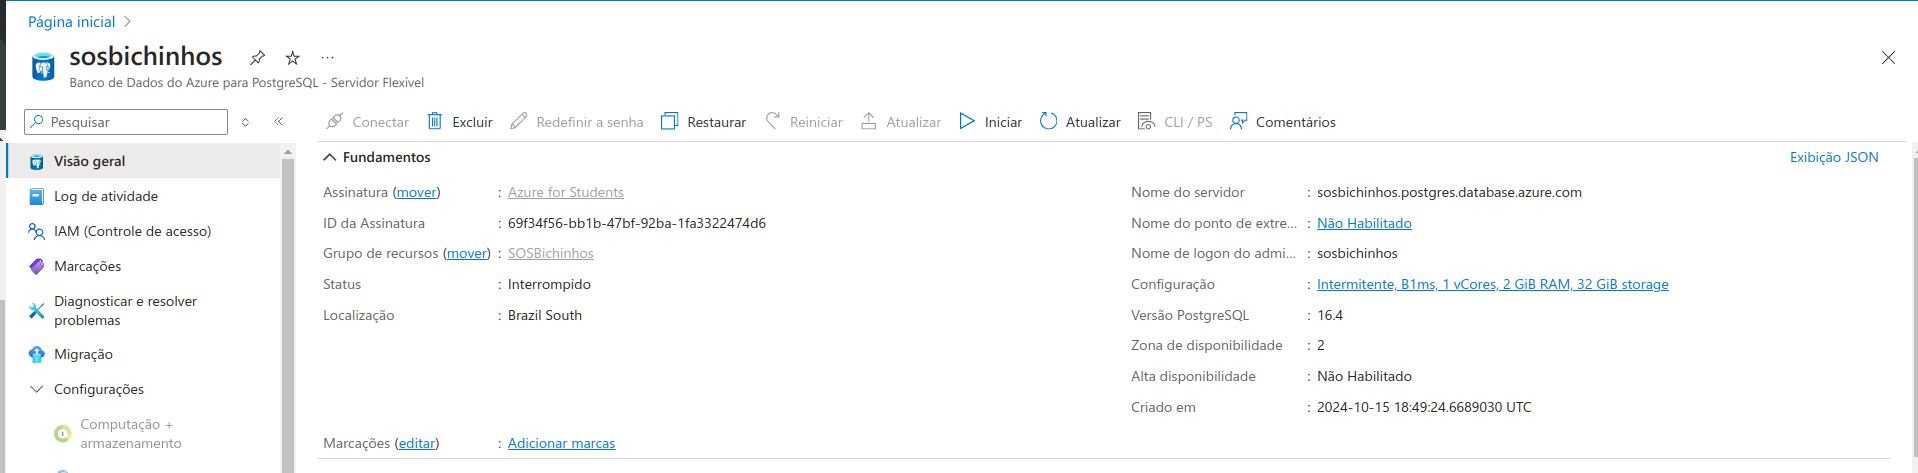 Página inicial
sosbichinhos
Banco de Dados do Azure para PostgreSQL - Servidor Flexível
Pesquisar
Conectar Excluir Redefinir a senha Restaurar Reiniciar Atualizar Iniciar Atualizar CLI / PS Comentários
Visão geral
Log de atividade
IAM (Controle de acesso)
Marcações
Diagnosticar e resolver
problemas
Migração
Configurações
Computação +
armazenamento
Fundamentos
Exibição JSON
Assinatura (mover) : Azure for Students
ID da Assinatura : 69f34f56-bb1b-47bf-92ba-1fa3322474d6
Grupo de recursos (mover) : SOSBichinhos
Status : Interrompido
Localização : Brazil South
Nome do servidor : sosbichinhos.postgres.database.azure.com
Nome do ponto de extre... : Não Habilitado
Nome de logon do admi... : sosbichinhos
Configuração : Intermitente, B1ms, 1 vCores, 2 GiB RAM, 32 GiB storage
Versão PostgreSQL : 16.4
Zona de disponibilidade : 2
Alta disponibilidade : Não Habilitado
Criado em : 2024-10-15 18:49:24.6689030 UTC
Marcações (editar) : Adicionar marcas